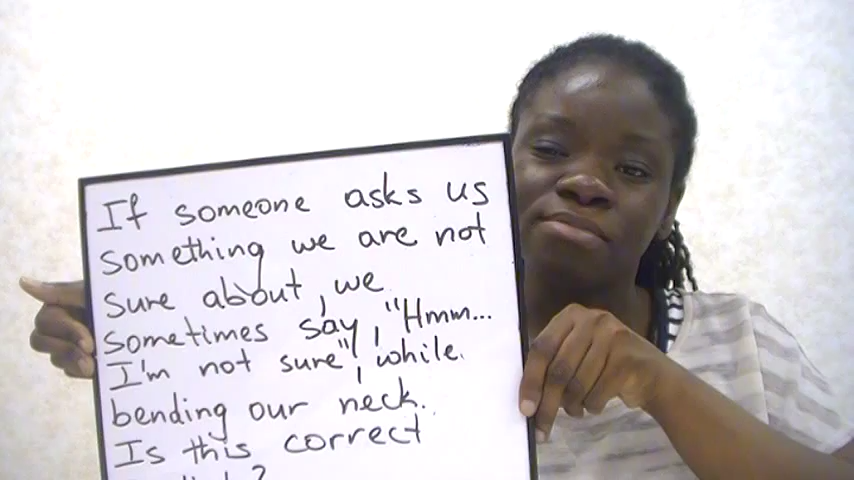 If someone asks us
something we are not
sure about, we
sometimes say, "Hmm...
I'm not sure", while
bending our neck.
Is this correct